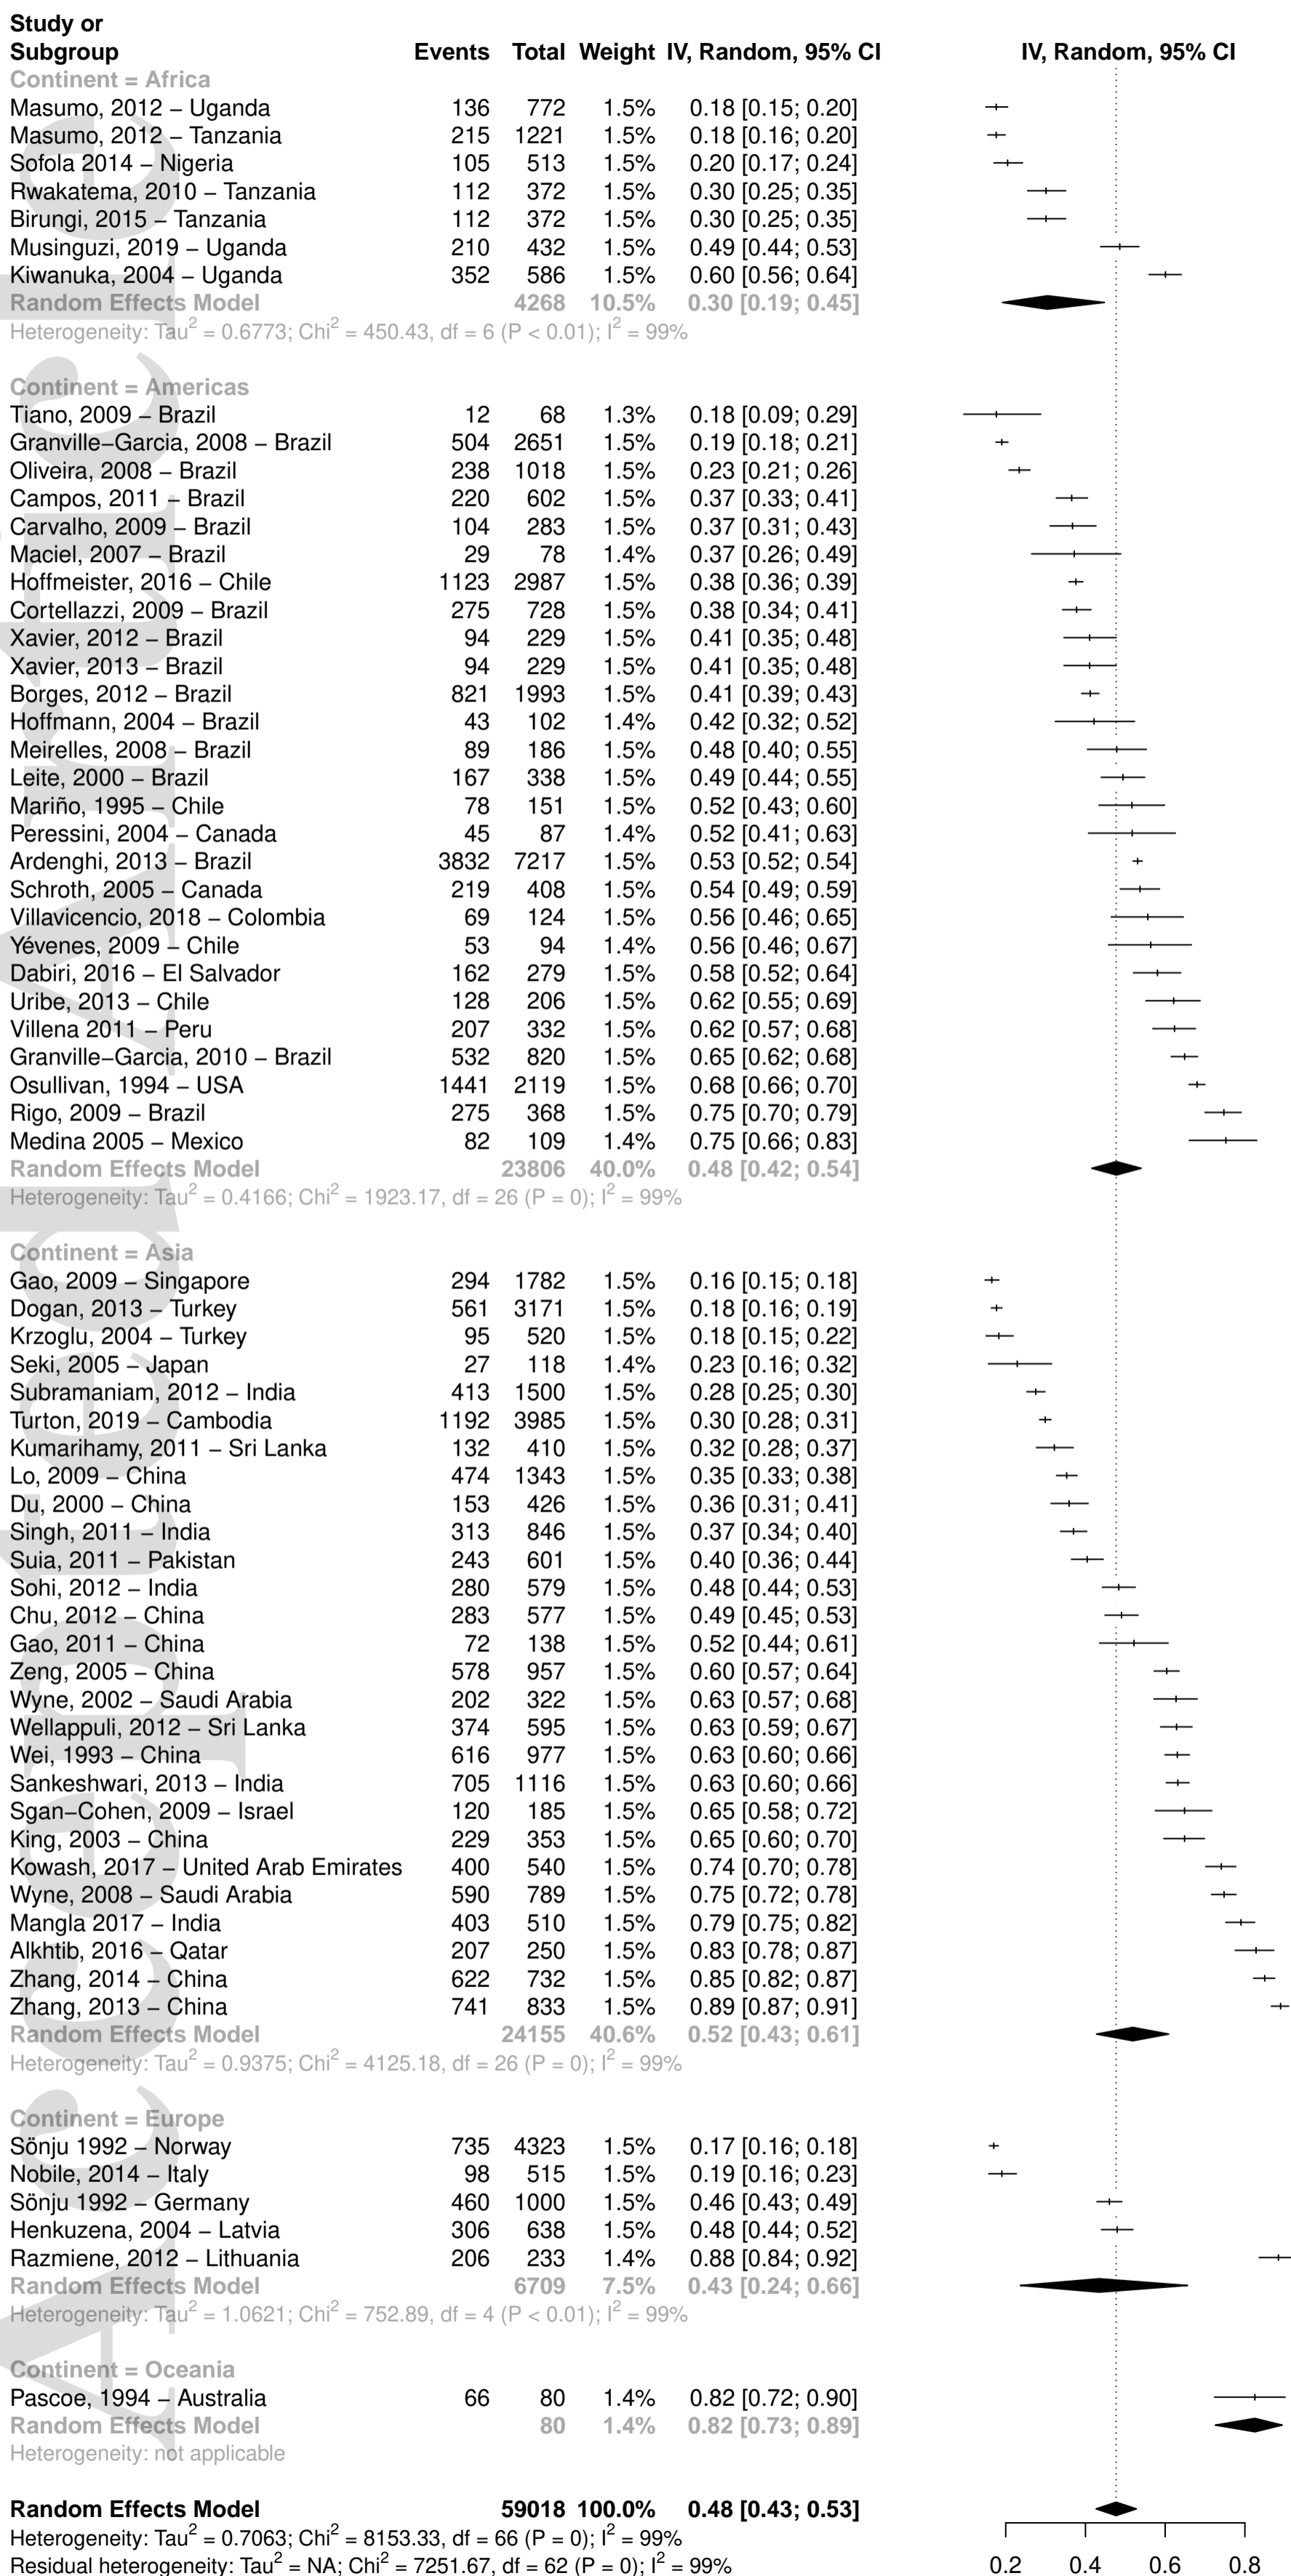 Study or
Subgroup Events Total Weight IV, Random, 95% CI IV, Random, 95% CI
Continent = Africa
Masumo, 2012 – Uganda 136 772 1.5% 0.18 [0.15; 0.20]
Masumo, 2012 – Tanzania 215 1221 1.5% 0.18 [0.16; 0.20]
Sofola 2014 – Nigeria 105 513 1.5% 0.20 [0.17; 0.24]
Rwakatema, 2010 – Tanzania 112 372 1.5% 0.30 [0.25; 0.35]
Birungi, 2015 – Tanzania 112 372 1.5% 0.30 [0.25; 0.35]
Musinguzi, 2019 – Uganda 210 432 1.5% 0.49 [0.44; 0.53]
Kiwanuka, 2004 – Uganda 352 586 1.5% 0.60 [0.56; 0.64]
Random Effects Model 4268 10.5% 0.30 [0.19; 0.45]
Heterogeneity: Tau² = 0.6773; Chi² = 450.43, df = 6 (P < 0.01); I² = 99%
Continent = Americas
Tiano, 2009 – Brazil 12 68 1.3% 0.18 [0.09; 0.29]
Granville–Garcia, 2008 – Brazil 504 2651 1.5% 0.19 [0.18; 0.21]
Oliveira, 2008 – Brazil 238 1018 1.5% 0.23 [0.21; 0.26]
Campos, 2011 – Brazil 220 602 1.5% 0.37 [0.33; 0.41]
Carvalho, 2009 – Brazil 104 283 1.5% 0.37 [0.31; 0.43]
Maciel, 2007 – Brazil 29 78 1.4% 0.37 [0.26; 0.49]
Hoffmeister, 2016 – Chile 1123 2987 1.5% 0.38 [0.36; 0.39]
Cortellazzi, 2009 – Brazil 275 728 1.5% 0.38 [0.34; 0.41]
Xavier, 2012 – Brazil 94 229 1.5% 0.41 [0.35; 0.48]
Xavier, 2013 – Brazil 94 229 1.5% 0.41 [0.35; 0.48]
Borges, 2012 – Brazil 821 1993 1.5% 0.41 [0.39; 0.43]
Hoffmann, 2004 – Brazil 43 102 1.4% 0.42 [0.32; 0.52]
Meirelles, 2008 – Brazil 89 186 1.5% 0.48 [0.40; 0.55]
Leite, 2000 – Brazil 167 338 1.5% 0.49 [0.44; 0.55]
Mariño, 1995 – Chile 78 151 1.5% 0.52 [0.43; 0.60]
Peressini, 2004 – Canada 45 87 1.4% 0.52 [0.41; 0.63]
Ardenghi, 2013 – Brazil 3832 7217 1.5% 0.53 [0.52; 0.54]
Schroth, 2005 – Canada 219 408 1.5% 0.54 [0.49; 0.59]
Villavicencio, 2018 – Colombia 69 124 1.5% 0.56 [0.46; 0.65]
Yévenes, 2009 – Chile 53 94 1.4% 0.56 [0.46; 0.67]
Dabiri, 2016 – El Salvador 162 279 1.5% 0.58 [0.52; 0.64]
Uribe, 2013 – Chile 128 206 1.5% 0.62 [0.55; 0.69]
Villena 2011 – Peru 207 332 1.5% 0.62 [0.57; 0.68]
Granville–Garcia, 2010 – Brazil 532 820 1.5% 0.65 [0.62; 0.68]
Osullivan, 1994 – USA 1441 2119 1.5% 0.68 [0.66; 0.70]
Rigo, 2009 – Brazil 275 368 1.5% 0.75 [0.70; 0.79]
Medina 2005 – Mexico 82 109 1.4% 0.75 [0.66; 0.83]
Random Effects Model 23806 40.0% 0.48 [0.42; 0.54]
Heterogeneity: Tau² = 0.4166; Chi² = 1923.17, df = 26 (P = 0); I² = 99%
Continent = Asia
Gao, 2009 – Singapore 294 1782 1.5% 0.16 [0.15; 0.18]
Dogan, 2013 – Turkey 561 3171 1.5% 0.18 [0.16; 0.19]
Krzoglu, 2004 – Turkey 95 520 1.5% 0.18 [0.15; 0.22]
Seki, 2005 – Japan 27 118 1.4% 0.23 [0.16; 0.32]
Subramaniam, 2012 – India 413 1500 1.5% 0.28 [0.25; 0.30]
Turton, 2019 – Cambodia 1192 3985 1.5% 0.30 [0.28; 0.31]
Kumarihamy, 2011 – Sri Lanka 132 410 1.5% 0.32 [0.28; 0.37]
Lo, 2009 – China 474 1343 1.5% 0.35 [0.33; 0.38]
Du, 2000 – China 153 426 1.5% 0.36 [0.31; 0.41]
Singh, 2011 – India 313 846 1.5% 0.37 [0.34; 0.40]
Suia, 2011 – Pakistan 243 601 1.5% 0.40 [0.36; 0.44]
Sohi, 2012 – India 280 579 1.5% 0.48 [0.44; 0.53]
Chu, 2012 – China 283 577 1.5% 0.49 [0.45; 0.53]
Gao, 2011 – China 72 138 1.5% 0.52 [0.44; 0.61]
Zeng, 2005 – China 578 957 1.5% 0.60 [0.57; 0.64]
Wyne, 2002 – Saudi Arabia 202 322 1.5% 0.63 [0.57; 0.68]
Wellappuli, 2012 – Sri Lanka 374 595 1.5% 0.63 [0.59; 0.67]
Wei, 1993 – China 616 977 1.5% 0.63 [0.60; 0.66]
Sankeshwari, 2013 – India 705 1116 1.5% 0.63 [0.60; 0.66]
Sgan–Cohen, 2009 – Israel 120 185 1.5% 0.65 [0.58; 0.72]
King, 2003 – China 229 353 1.5% 0.65 [0.60; 0.70]
Kowash, 2017 – United Arab Emirates 400 540 1.5% 0.74 [0.70; 0.78]
Wyne, 2008 – Saudi Arabia 590 789 1.5% 0.75 [0.72; 0.78]
Mangla 2017 – India 403 510 1.5% 0.79 [0.75; 0.82]
Alkhtib, 2016 – Qatar 207 250 1.5% 0.83 [0.78; 0.87]
Zhang, 2014 – China 622 732 1.5% 0.85 [0.82; 0.87]
Zhang, 2013 – China 741 833 1.5% 0.89 [0.87; 0.91]
Random Effects Model 24155 40.6% 0.52 [0.43; 0.61]
Heterogeneity: Tau² = 0.9375; Chi² = 4125.18, df = 26 (P = 0); I² = 99%
Continent = Europe
Sönju 1992 – Norway 735 4323 1.5% 0.17 [0.16; 0.18]
Nobile, 2014 – Italy 98 515 1.5% 0.19 [0.16; 0.23]
Sönju 1992 – Germany 460 1000 1.5% 0.46 [0.43; 0.49]
Henkuzena, 2004 – Latvia 306 638 1.5% 0.48 [0.44; 0.52]
Razmiene, 2012 – Lithuania 206 233 1.4% 0.88 [0.84; 0.92]
Random Effects Model 6709 7.5% 0.43 [0.24; 0.66]
Heterogeneity: Tau² = 1.0621; Chi² = 752.89, df = 4 (P < 0.01); I² = 99%
Continent = Oceania
Pascoe, 1994 – Australia 66 80 1.4% 0.82 [0.72; 0.90]
Random Effects Model 80 1.4% 0.82 [0.73; 0.89]
Heterogeneity: not applicable
Random Effects Model 59018 100.0% 0.48 [0.43; 0.53]
Heterogeneity: Tau² = 0.7063; Chi² = 8153.33, df = 66 (P = 0); I² = 99%
Residual heterogeneity: Tau² = NA; Chi² = 7251.67, df = 62 (P = 0); I² = 99% 0.2 0.4 0.6 0.8
Accepted Article